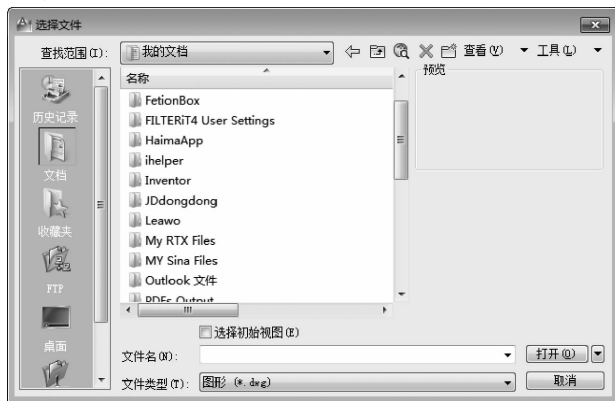 选择文件
查找范围(I):
我的文档
查看(V)
工具(L)
历史记录
文档
收藏夹
FTP
桌面
名称
FetionBox
FILTERiT4 User Settings
HaimaApp
ihelper
Inventor
JDdongdong
Leawo
My RTX Files
MY Sina Files
Outlook 文件
PDFs Output
预览
选择初始视图(E)
文件名(N):
打开(O)
文件类型(T):
图形 (*.dwg)
取消